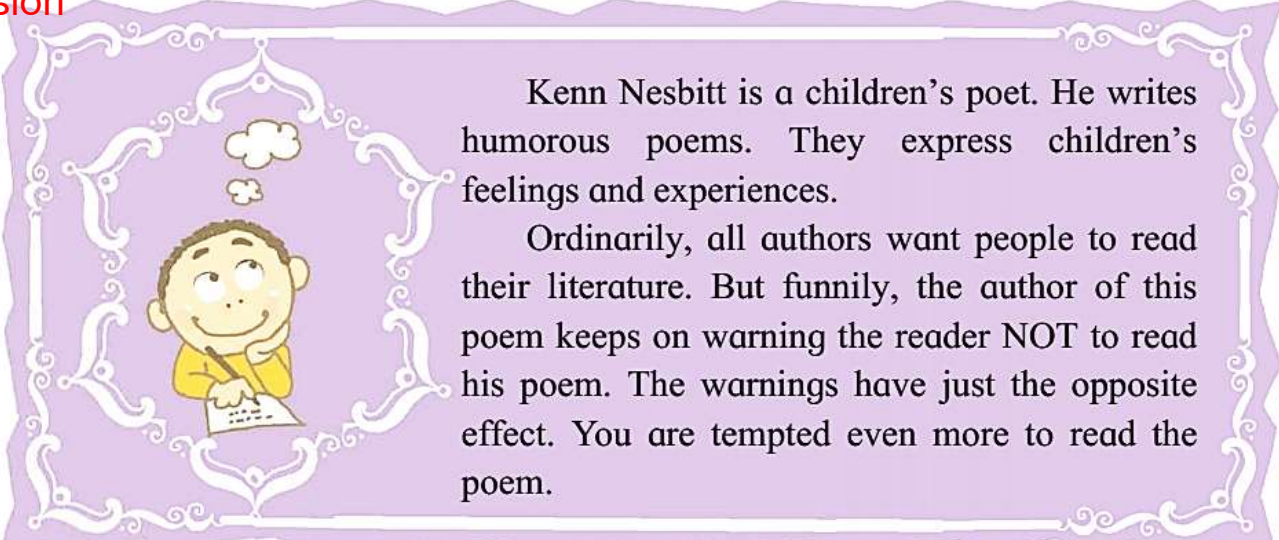 sion
Kenn Nesbitt is a children's poet. He writes
humorous poems. They express children's
feelings and experiences.
Ordinarily, all authors want people to read
their literature. But funnily, the author of this
poem keeps on warning the reader NOT to read
his poem. The warnings have just the opposite
effect. You are tempted even more to read the
poem.